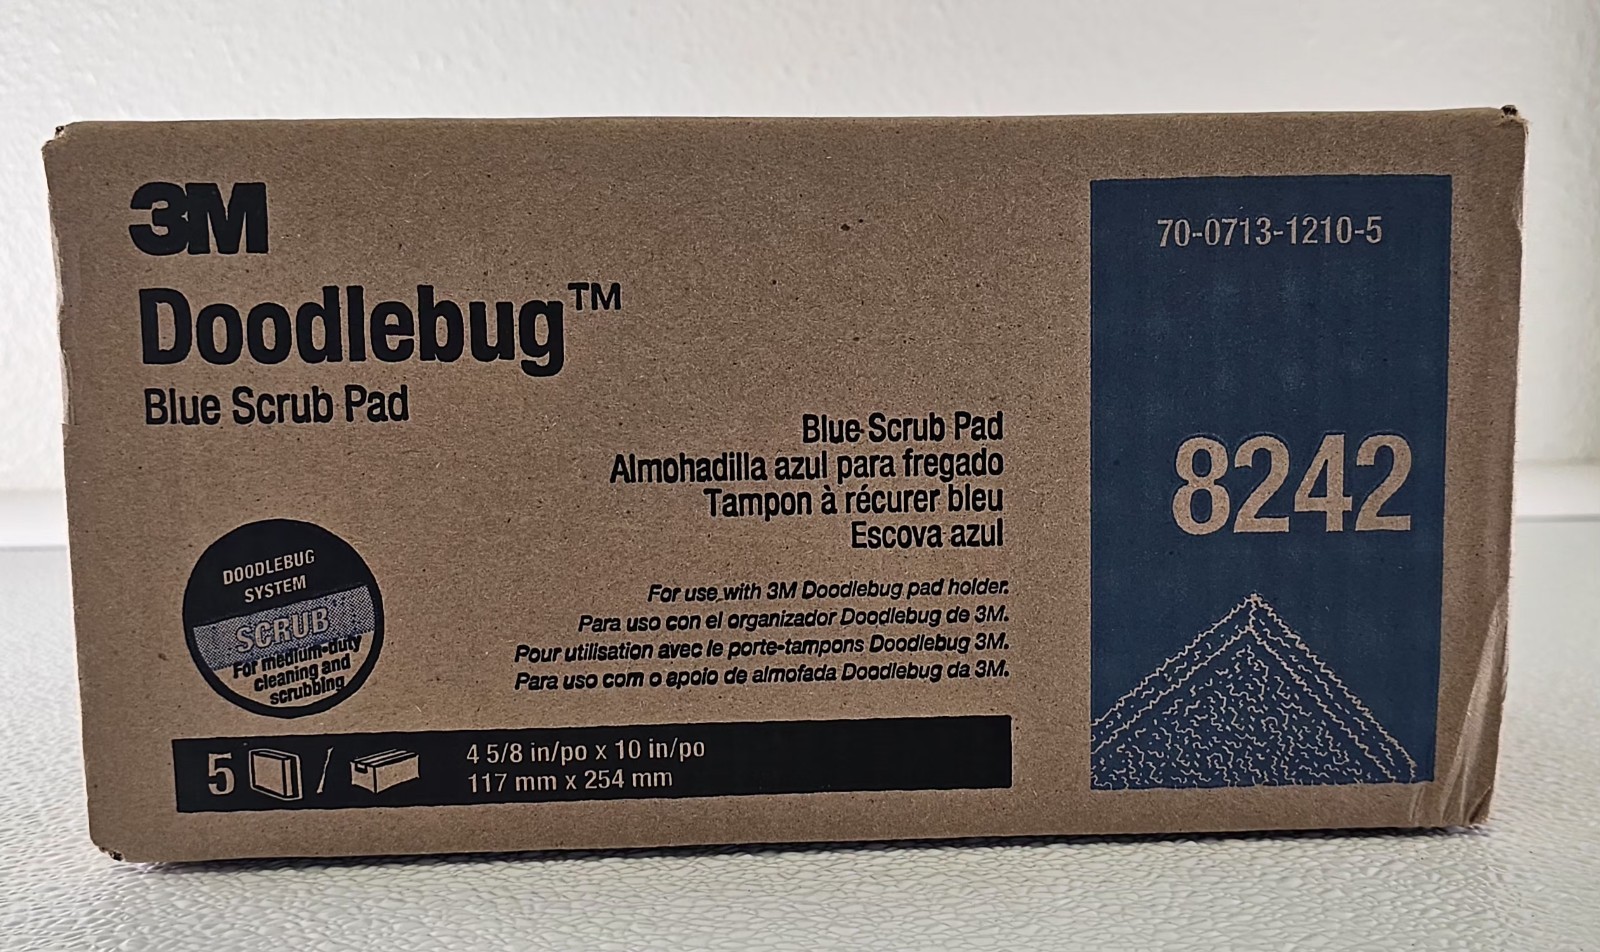 3M
Doodlebug™
Blue Scrub Pad
Blue Scrub Pad
Almohadilla azul para fregado
Tampon à récurer bleu
Escova azul
For use with 3M Doodlebug pad holder.
Para uso con el organizador Doodlebug de 3M.
Pour utilisation avec le porte-tampons Doodlebug 3M.
Para uso com o apoio de almofada Doodlebug da 3M.
DOODLEBUG
SYSTEM
SCRUB
For medium-duty
cleaning and
scrubbing
5 /
4 5/8 in/po x 10 in/po
117 mm x 254 mm
70-0713-1210-5
8242